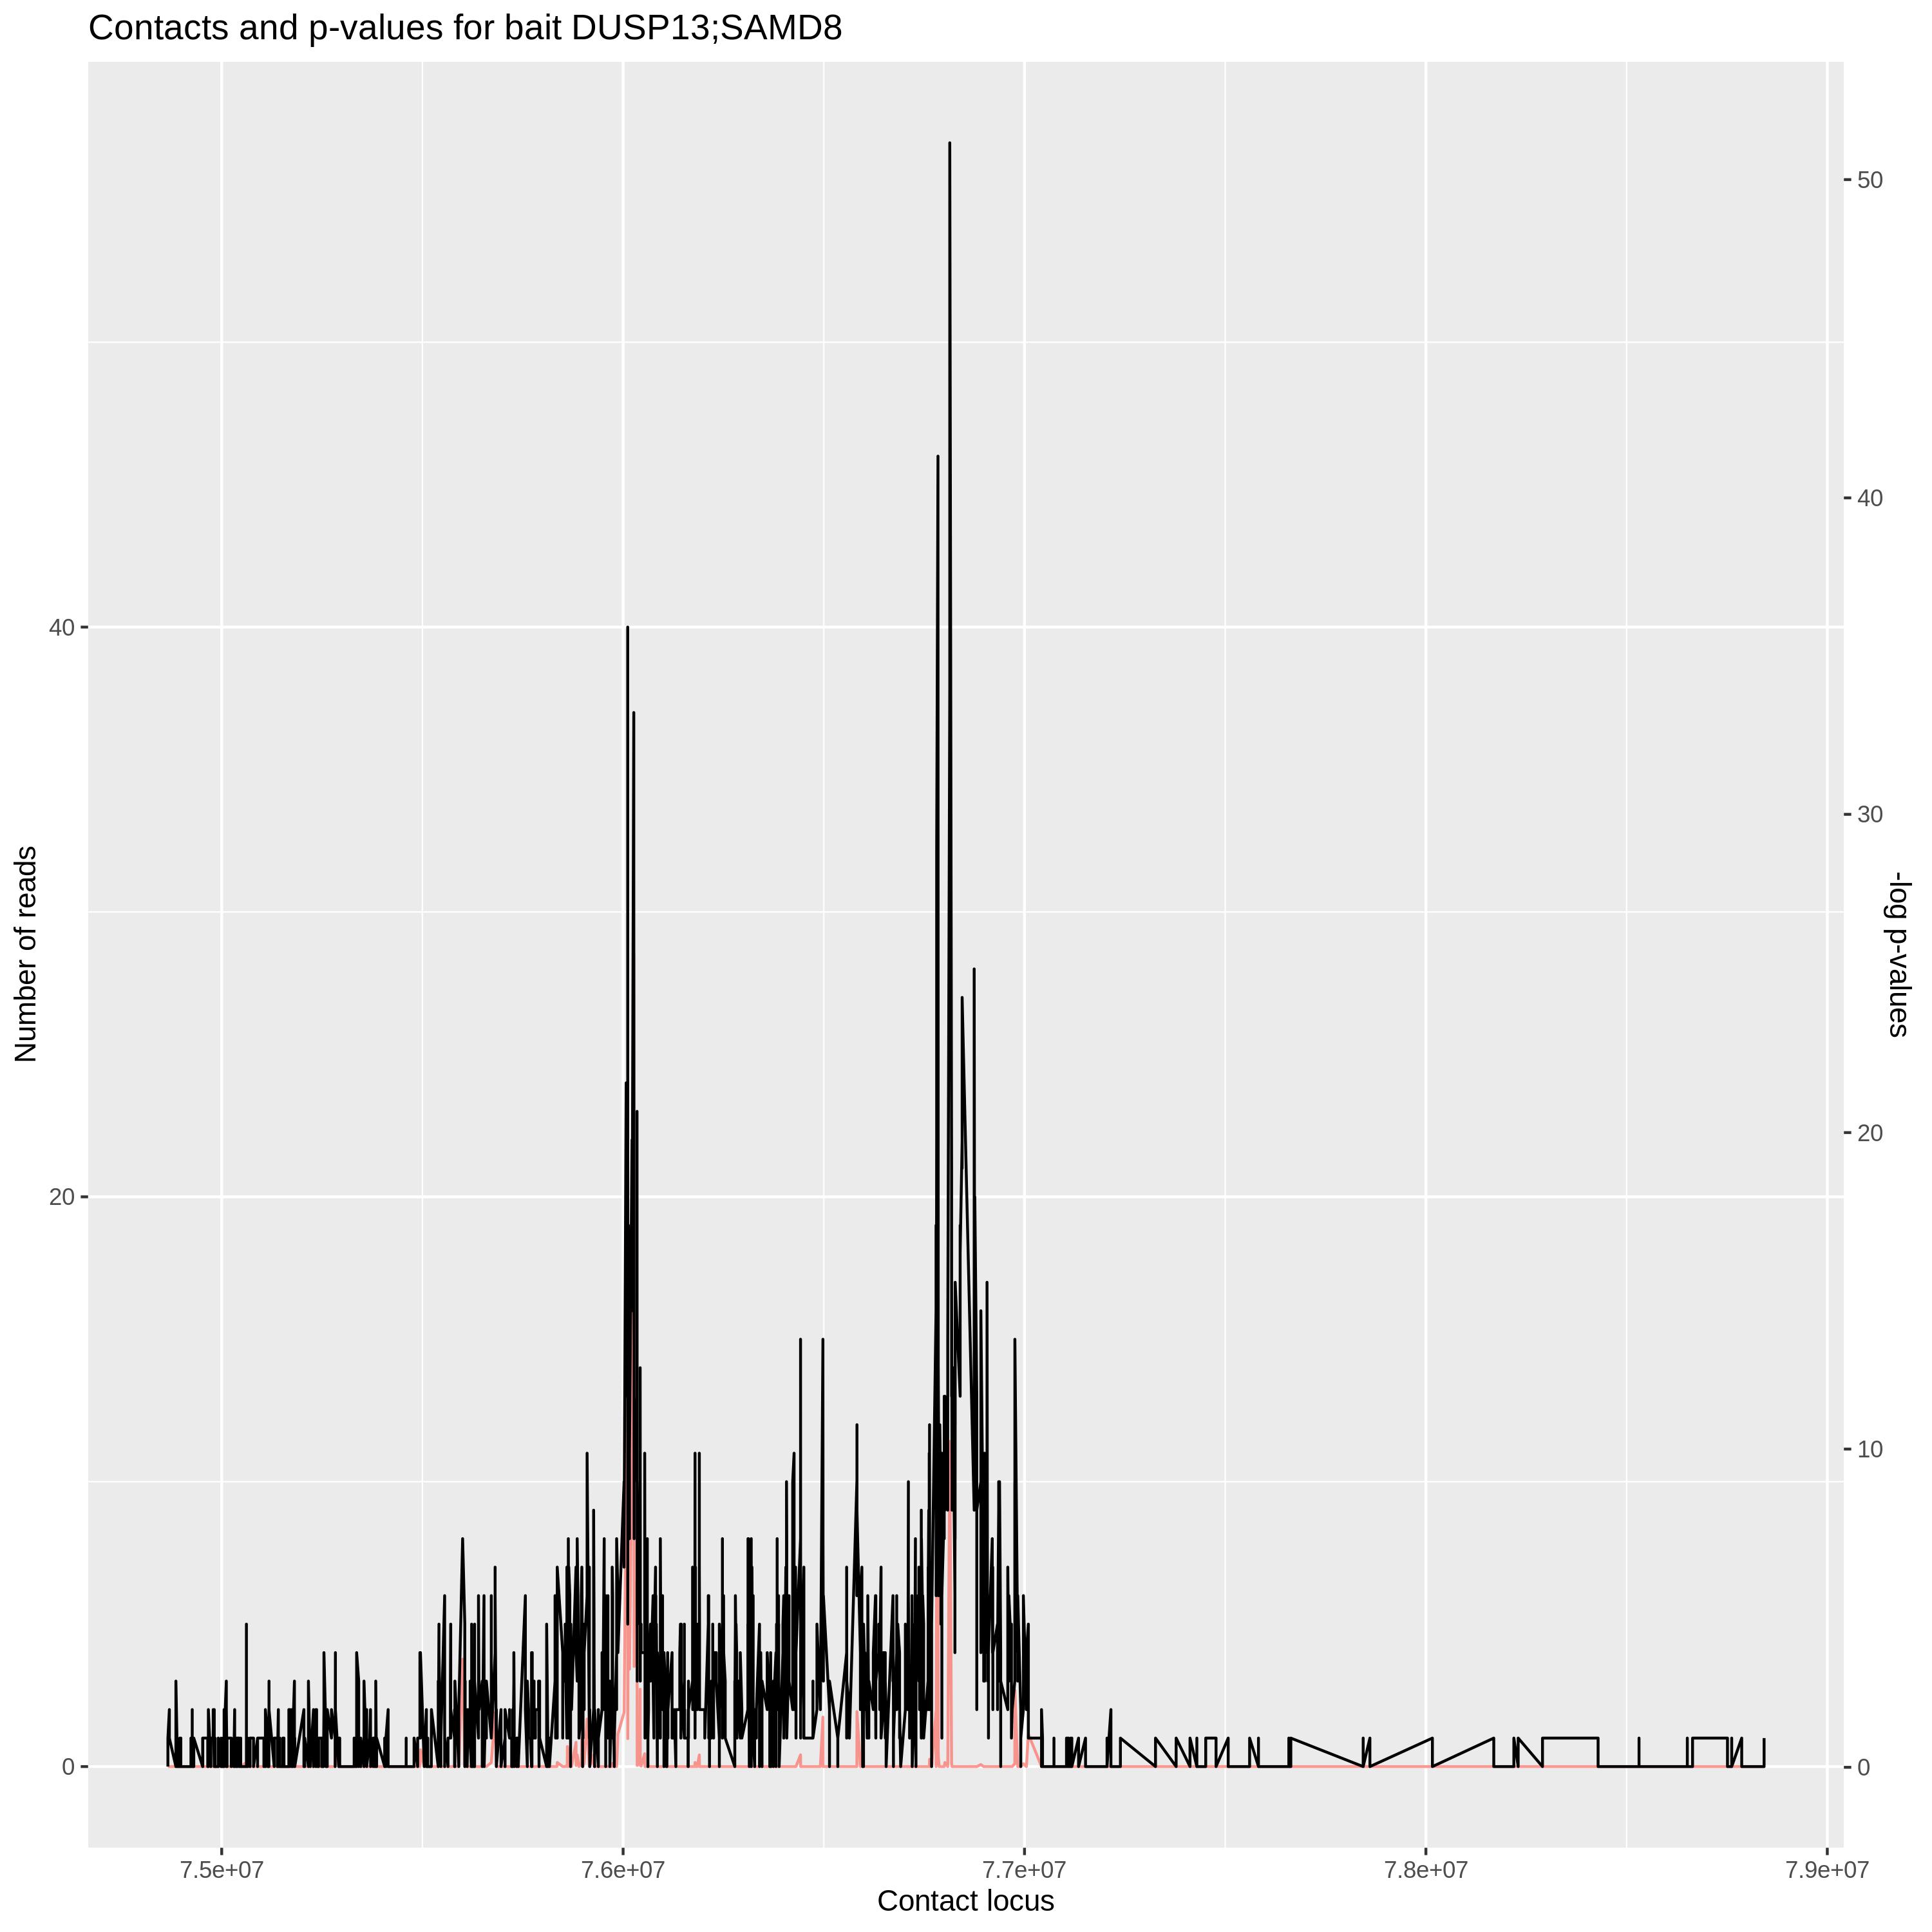 Contacts and p-values for bait DUSP13;SAMD8
Number of reads
40
20
0
50
40
30
20
10
0
-log p-values
7.5e+07 7.6e+07 7.7e+07 7.8e+07 7.9e+07
Contact locus